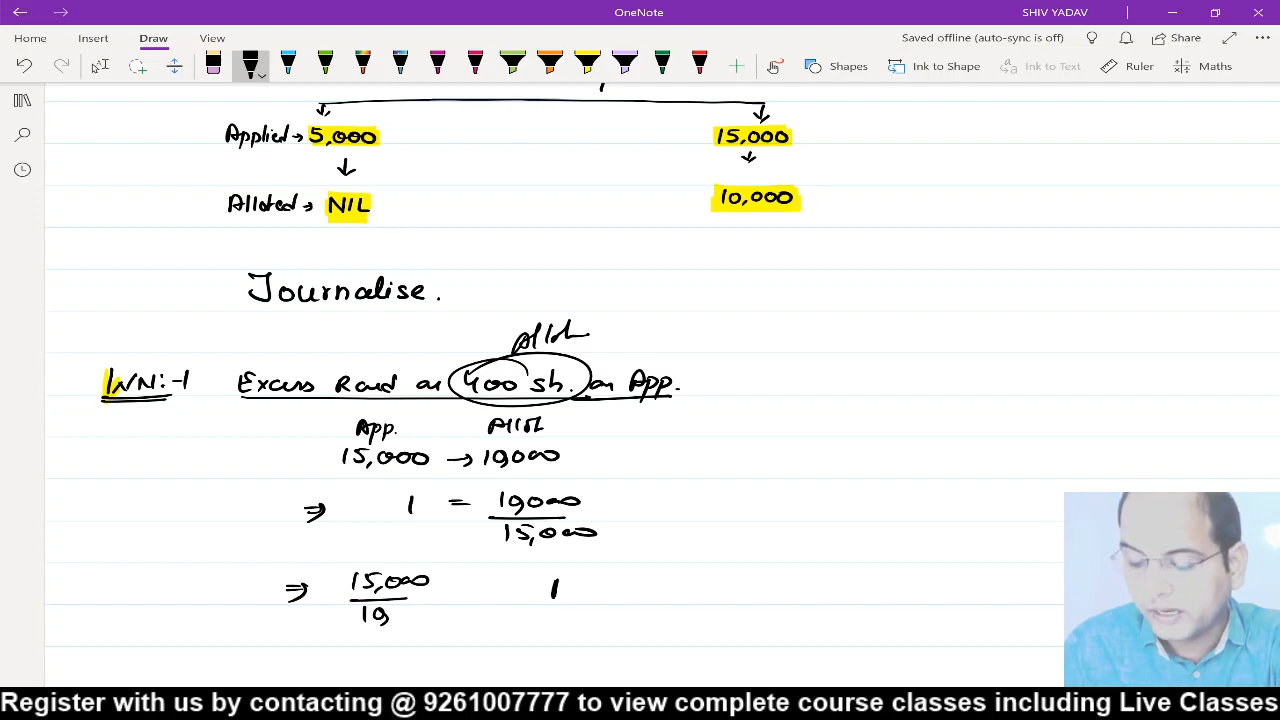 OneNote
SHIV YADAV
Home Insert Draw View
Saved offline (auto-sync is off)
Share
Shapes
Ink to Shape
Ink to Text
Ruler
Maths
Applied → 5,000 15,000
Alloted → NIL 10,000
Journalise.
WN:-1 Excess Recd on 400 sh. on App.
Allot
App. Allot
15,000 → 10,000
⇒ 1 = 10,000
15,000
⇒ 15,000 1
10
Register with us by contacting @ 9261007777 to view complete course classes including Live Classes